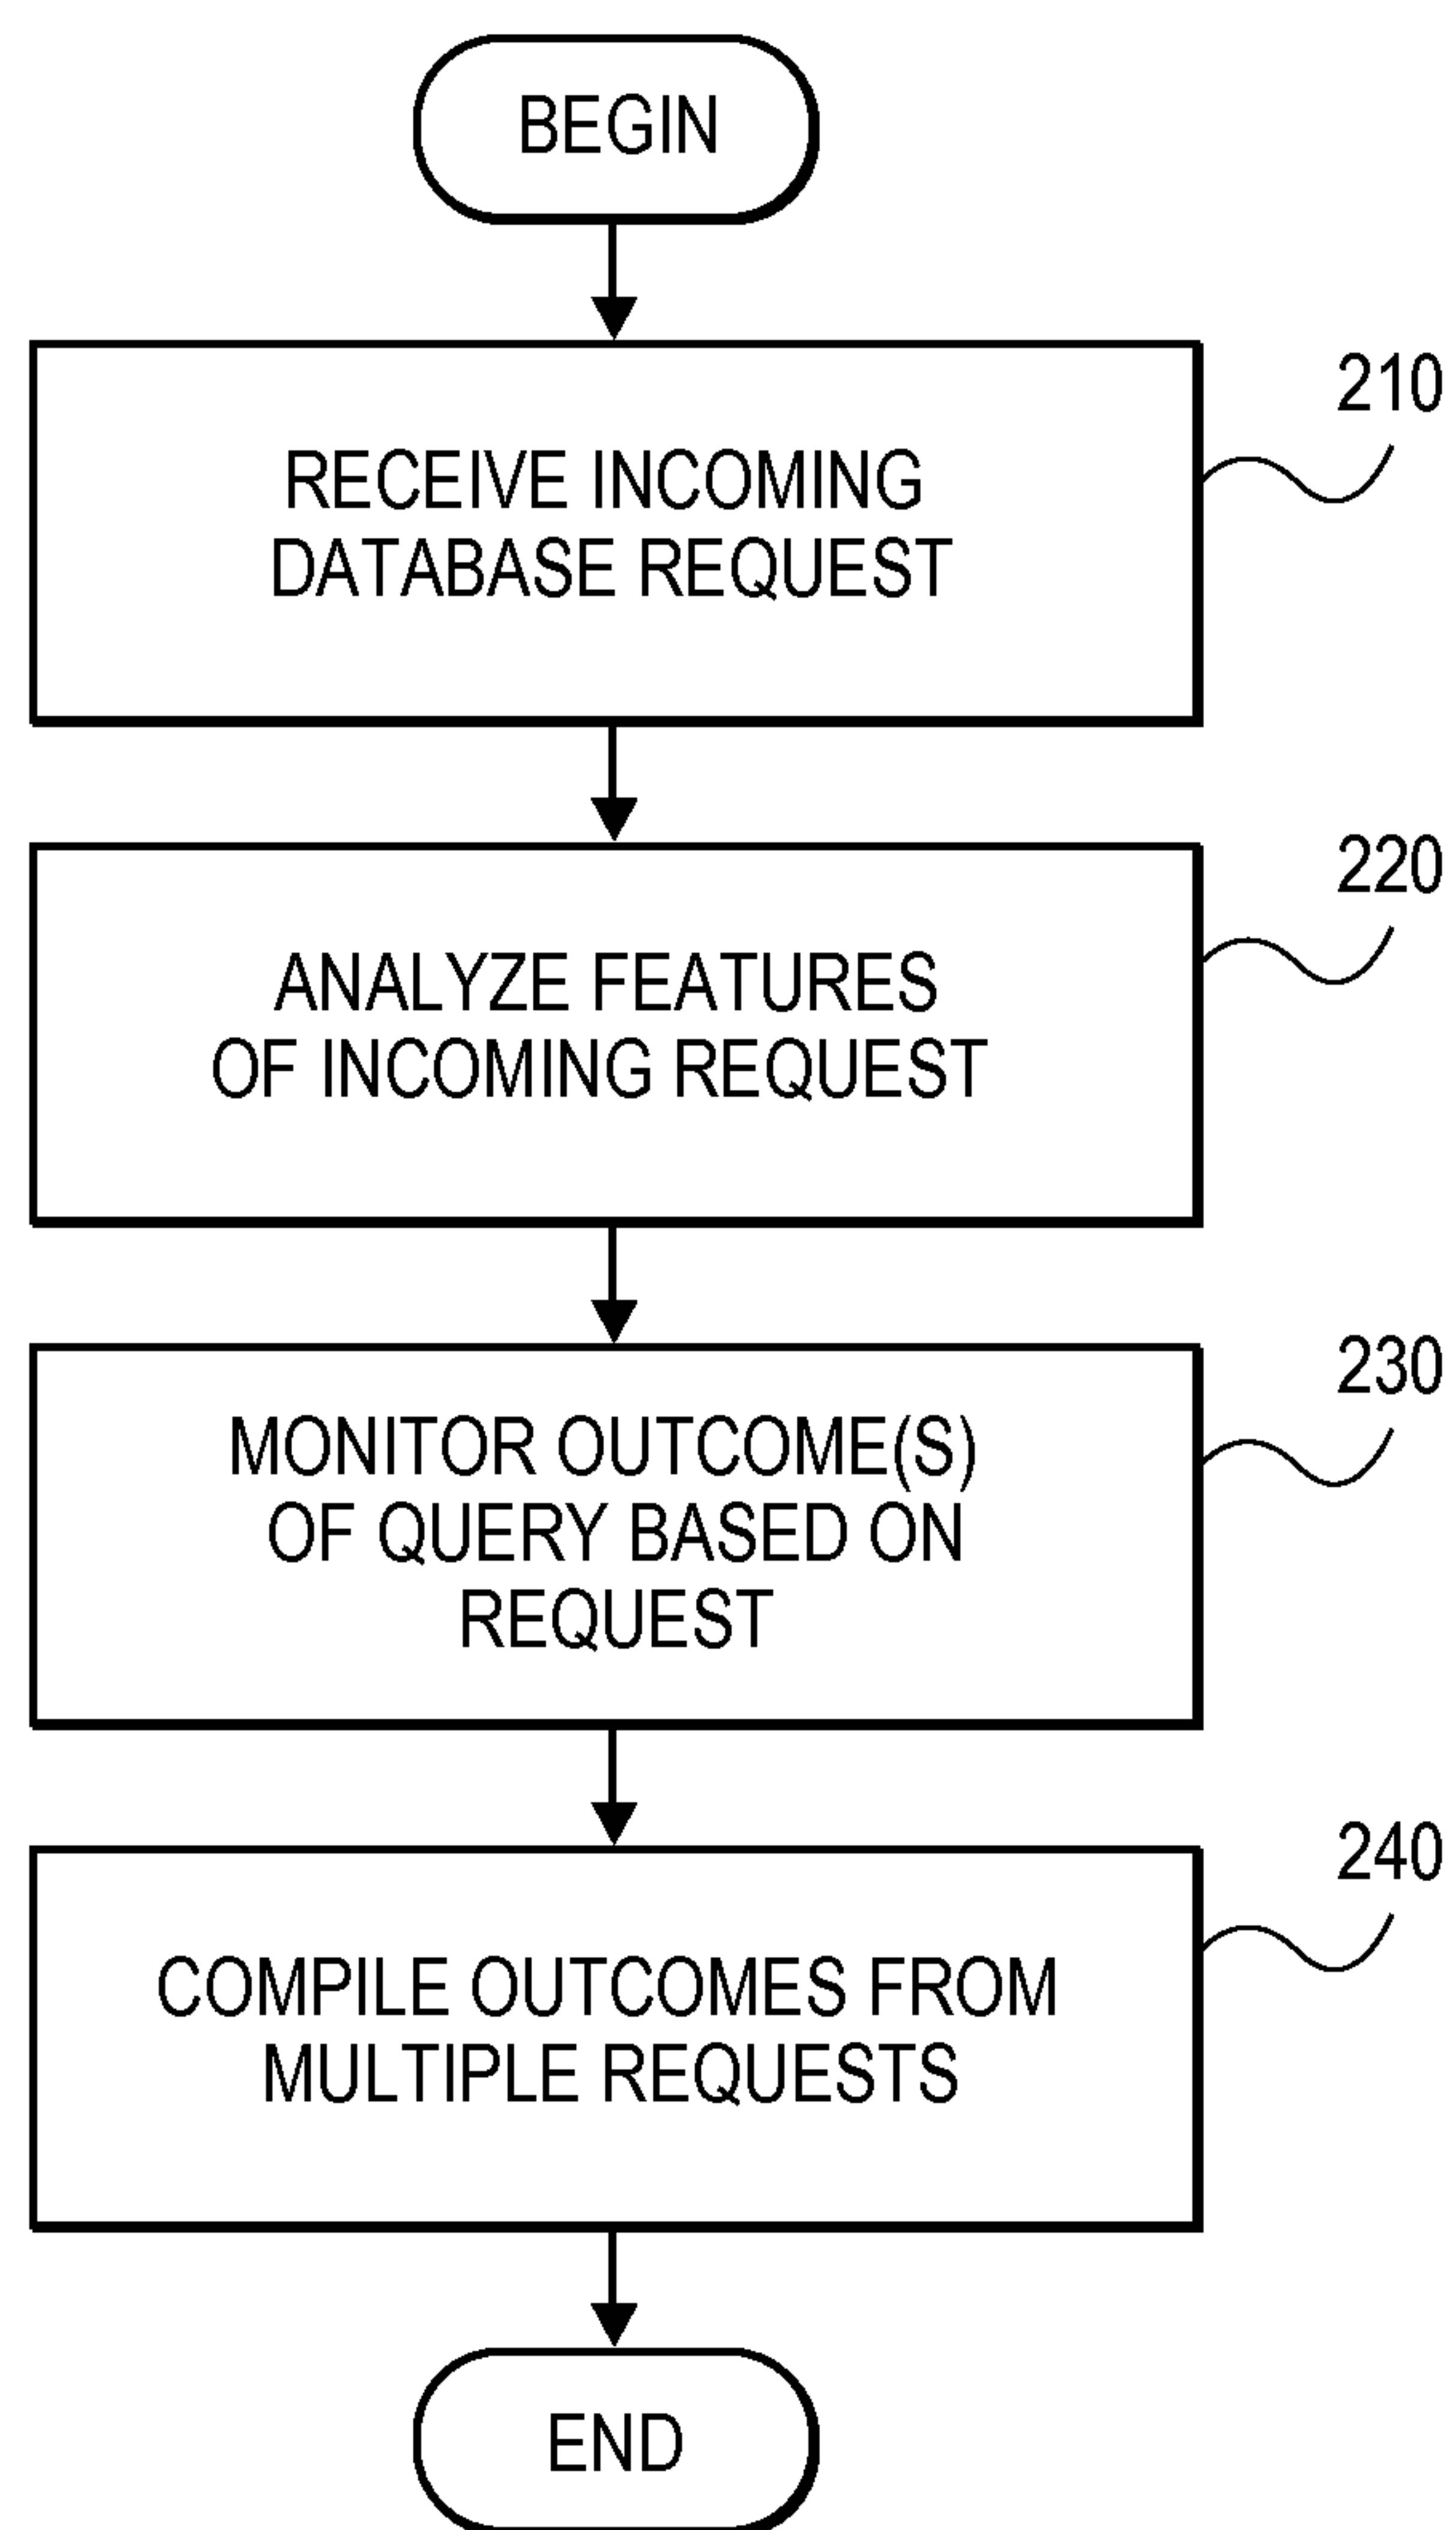 BEGIN
210
RECEIVE INCOMING
DATABASE REQUEST
220
ANALYZE FEATURES
OF INCOMING REQUEST
230
MONITOR OUTCOME(S)
OF QUERY BASED ON
REQUEST
240
COMPILE OUTCOMES FROM
MULTIPLE REQUESTS
END